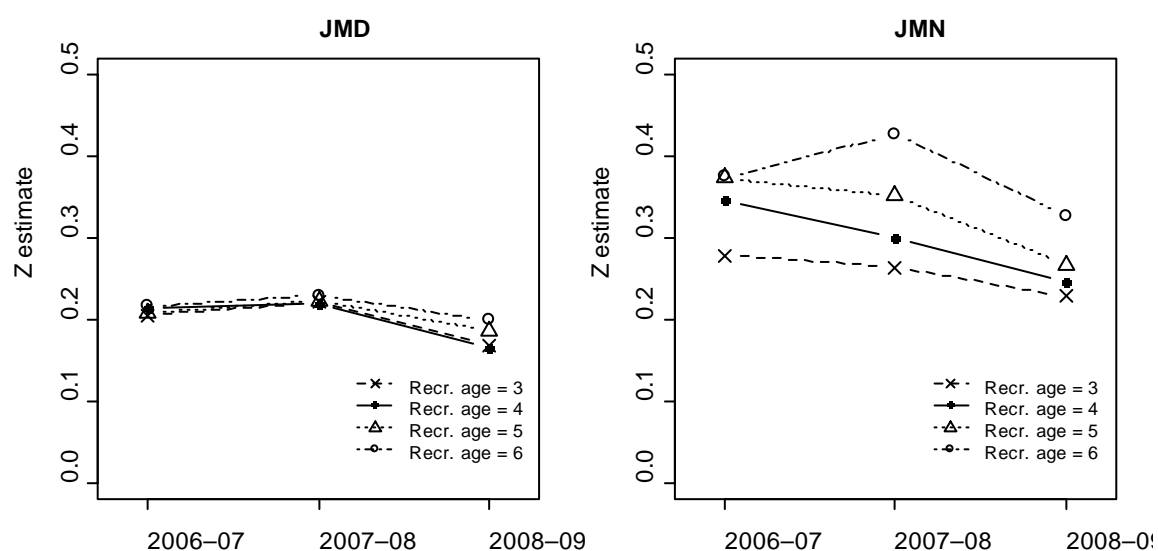 JMD
Z estimate
0.5
0.4
0.3
0.2
0.1
0.0
Recr. age = 3
Recr. age = 4
Recr. age = 5
Recr. age = 6
2006–07 2007–08 2008–09
JMN
Z estimate
0.5
0.4
0.3
0.2
0.1
0.0
Recr. age = 3
Recr. age = 4
Recr. age = 5
Recr. age = 6
2006–07 2007–08 2008–09